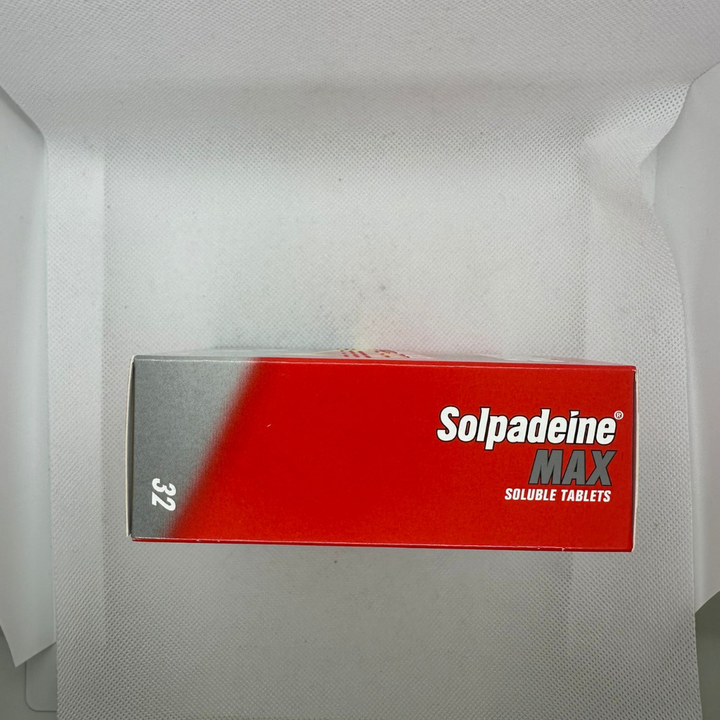 Solpadeine®
MAX
SOLUBLE TABLETS
32